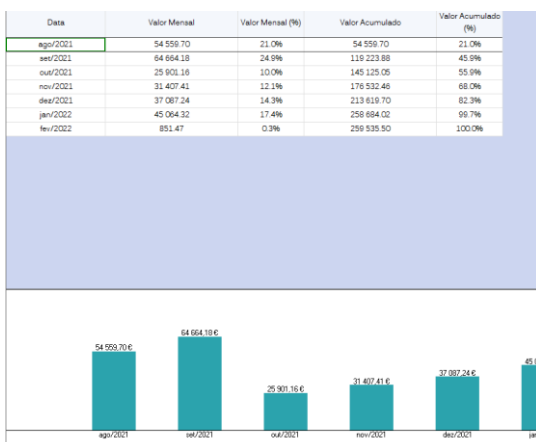 Data Valor Mensal Valor Mensal (%) Valor Acumulado Valor Acumulado (%)
ago/2021 54 559.70 21.0% 54 559.70 21.0%
set/2021 64 664.18 24.9% 119 223.88 45.9%
out/2021 25 901.16 10.0% 145 125.05 55.9%
nov/2021 31 407.41 12.1% 176 532.46 68.0%
dez/2021 37 087.24 14.3% 213 619.70 82.3%
jan/2022 45 064.32 17.4% 258 684.02 99.7%
fev/2022 851.47 0.3% 259 535.50 100.0%
54 559,70 € 64 664,18 € 25 901,16 € 31 407,41 € 37 087,24 €
ago/2021 set/2021 out/2021 nov/2021 dez/2021